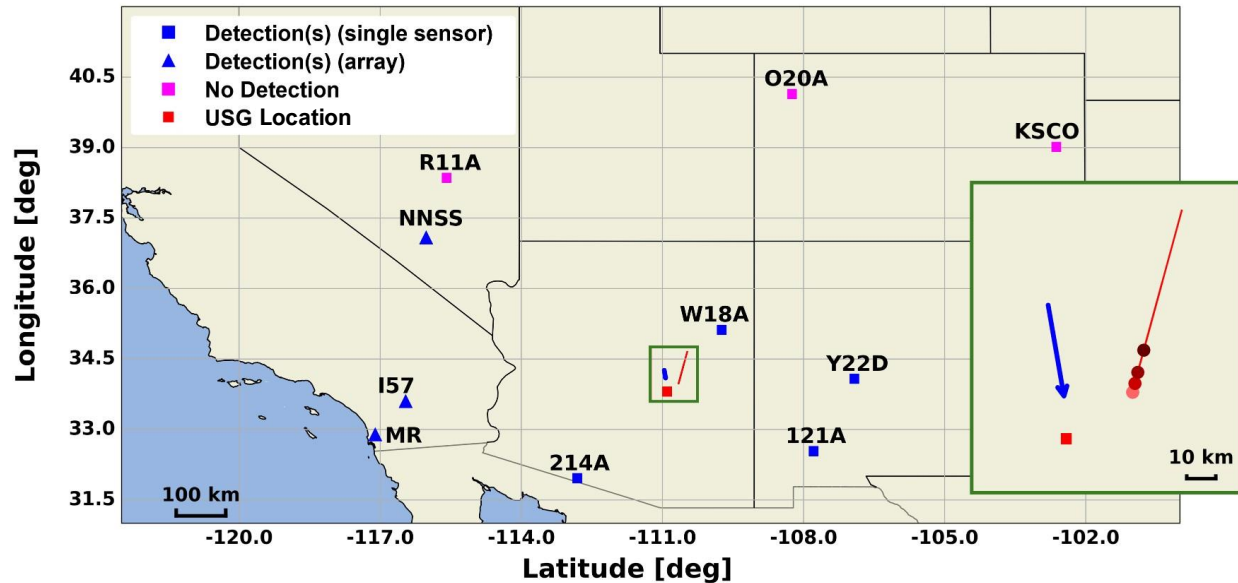 Detection(s) (single sensor)
Detection(s) (array)
No Detection
USG Location
O20A
KSCO
R11A
NNSS
W18A
Y22D
I57
MR
121A
214A
100 km
10 km
40.5
39.0
37.5
36.0
34.5
33.0
31.5
-120.0
-117.0
-114.0
-111.0
-108.0
-105.0
-102.0
Longitude [deg]
Latitude [deg]